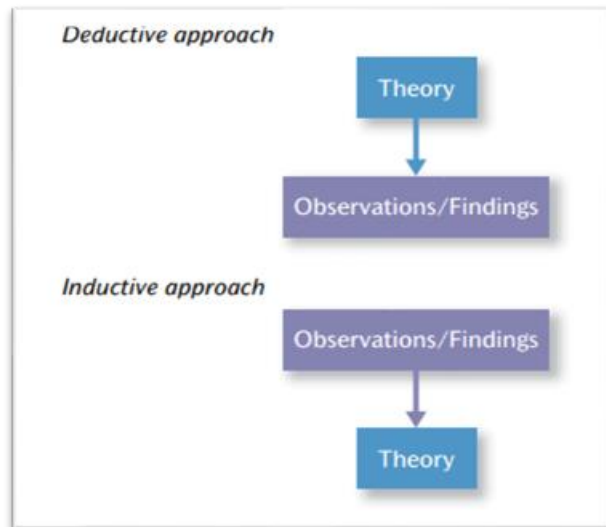 Deductive approach
Theory
Observations/Findings
Inductive approach
Observations/Findings
Theory